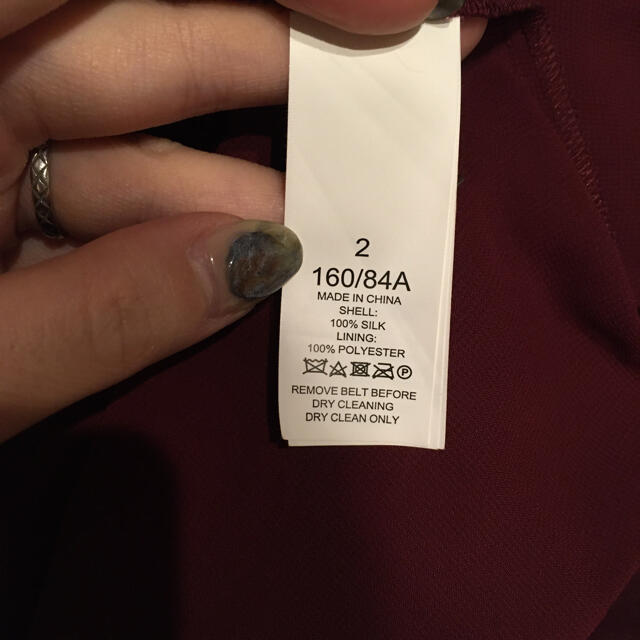 2
160/84A
MADE IN CHINA
SHELL:
100% SILK
LINING:
100% POLYESTER
P
REMOVE BELT BEFORE
DRY CLEANING
DRY CLEAN ONLY